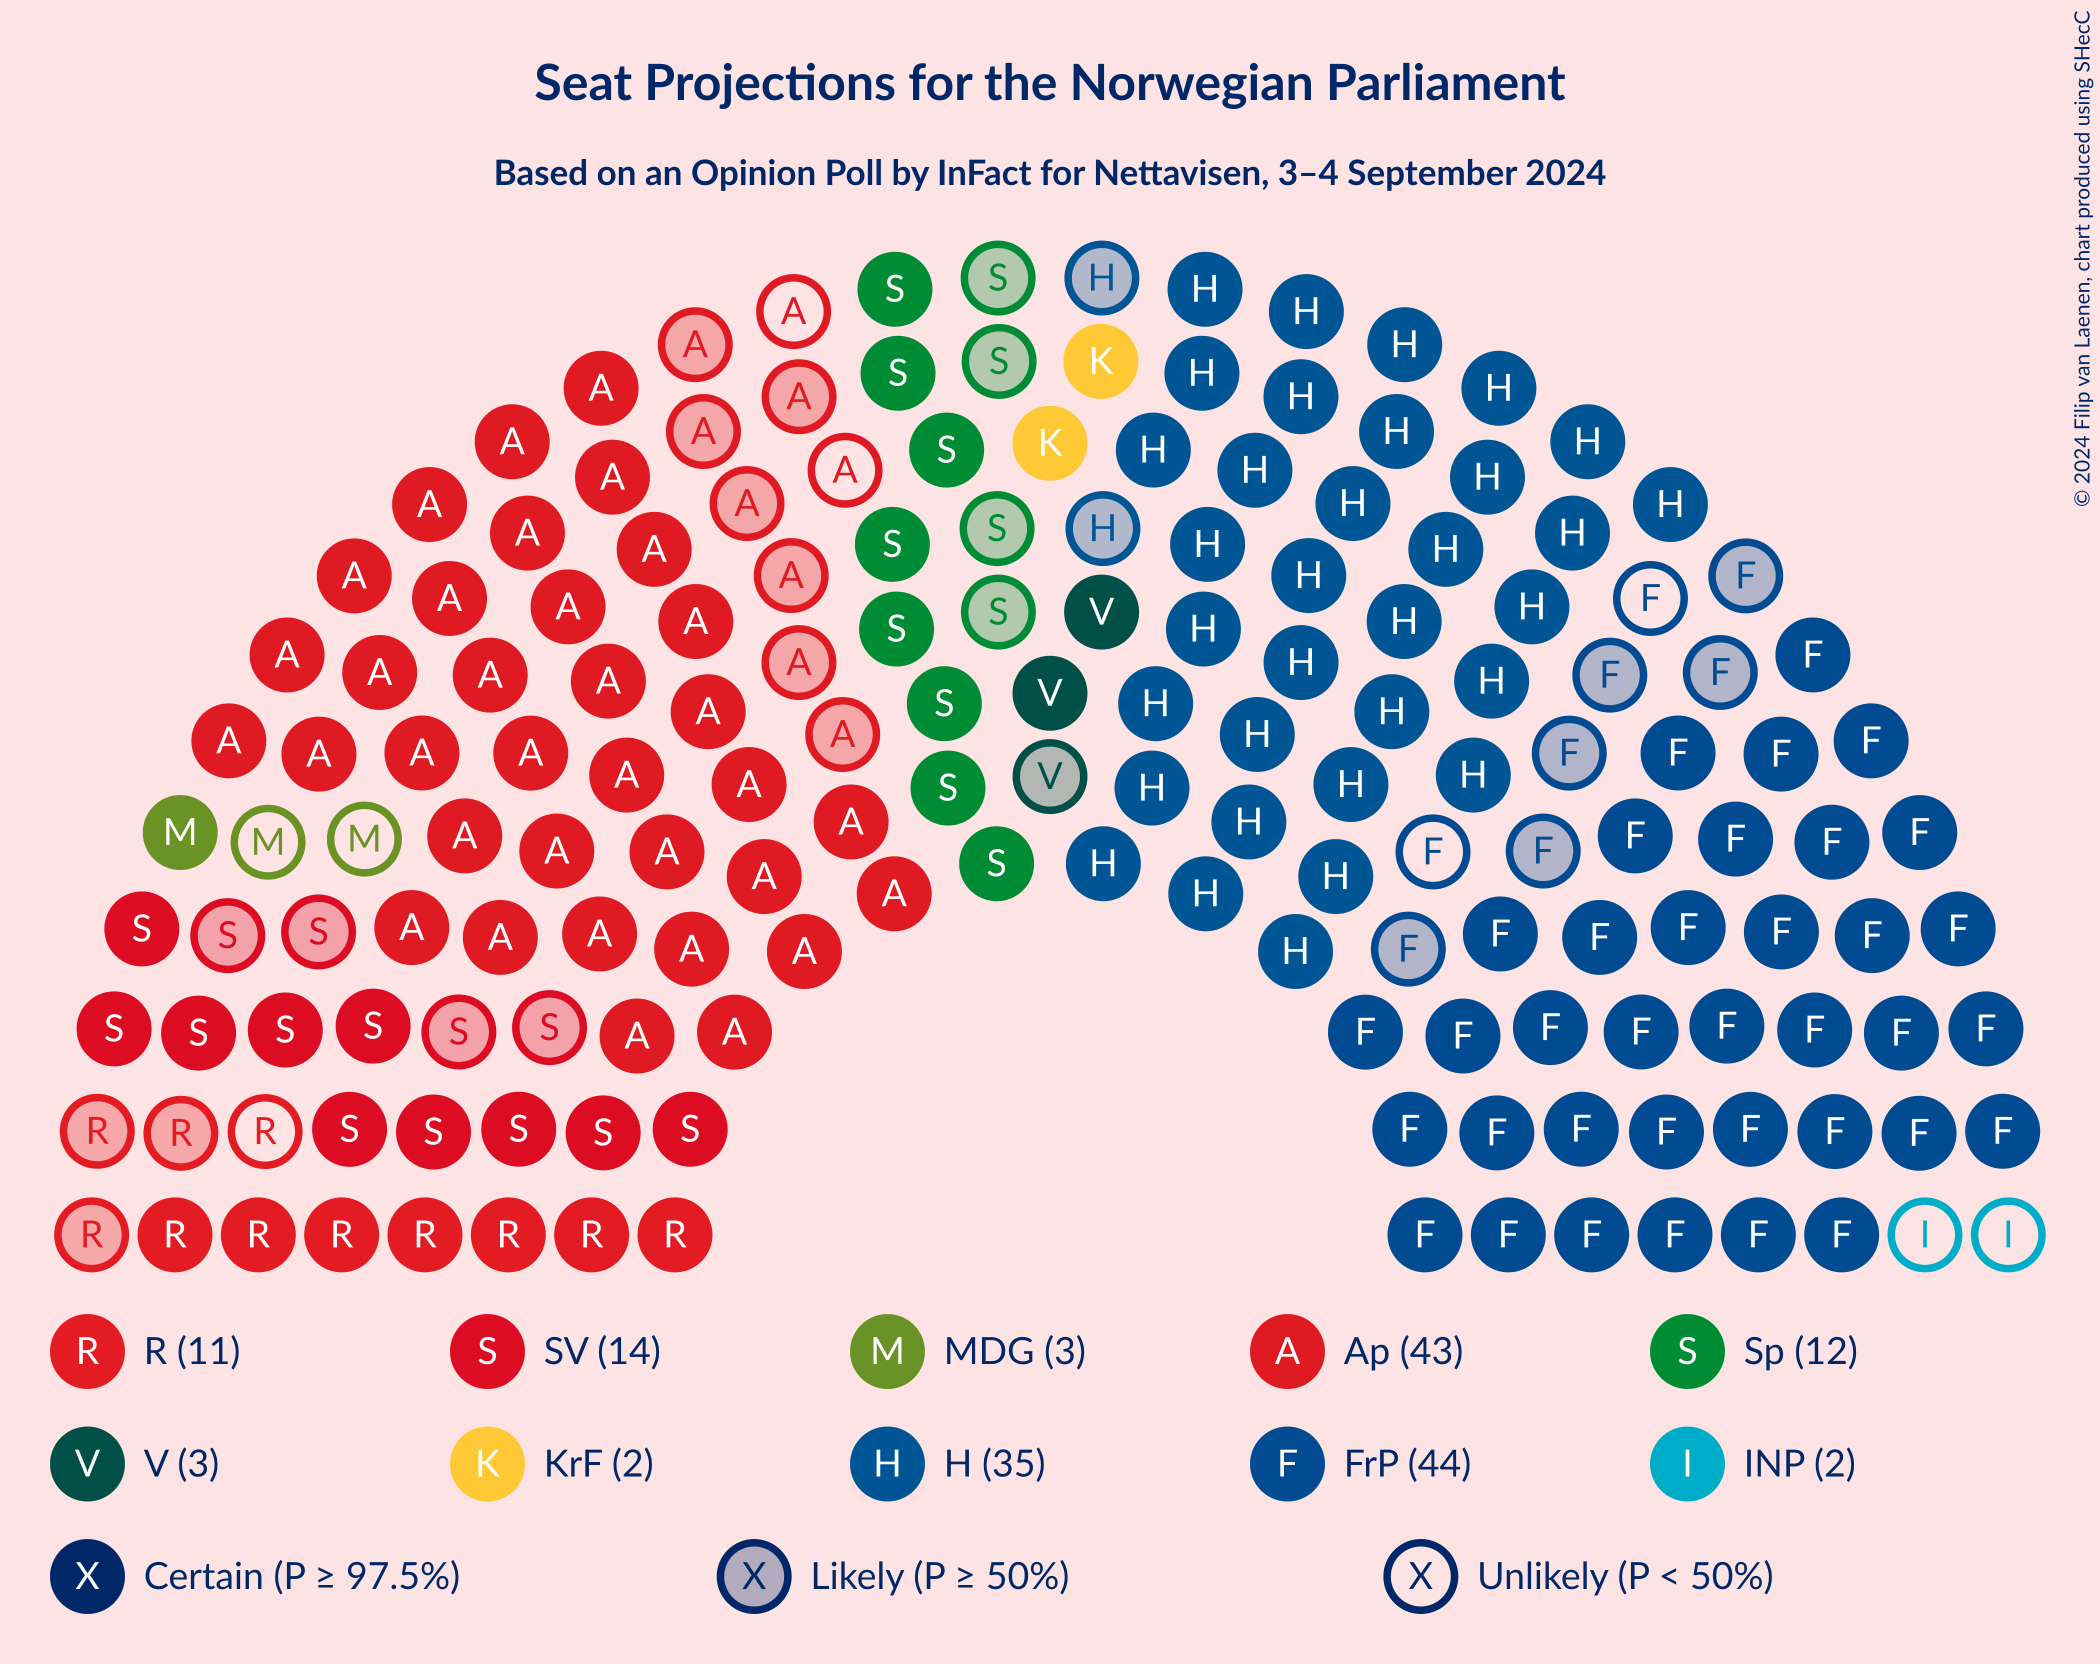 Seat Projections for the Norwegian Parliament
Based on an Opinion Poll by InFact for Nettavisen, 3–4 September 2024
© 2024 Filip van Laenen, chart produced using SHecC
S S H H H H
A A
A K H H H
S S
A A
A A K H H H
S
A A H H
A S S H H
A A H H H H
A A A F F
A A A S S V H H H H
A A A A F F F
A A A S V H H H H
A A A A A A S V H H H H F F F F
M M M A A A A A S H H H F F F F F F
S S S A A A A A A H H F F F F F F F
S S S S S S A A F F F F F F F F
R R R S S S S S F F F F F F F F
R R R R R R R R F F F F F F I I
R R (11) S SV (14) M MDG (3) A Ap (43) S Sp (12)
V V (3) K KrF (2) H H (35) F FrP (44) I INP (2)
X Certain (P ≥ 97.5%) X Likely (P ≥ 50%) X Unlikely (P < 50%)